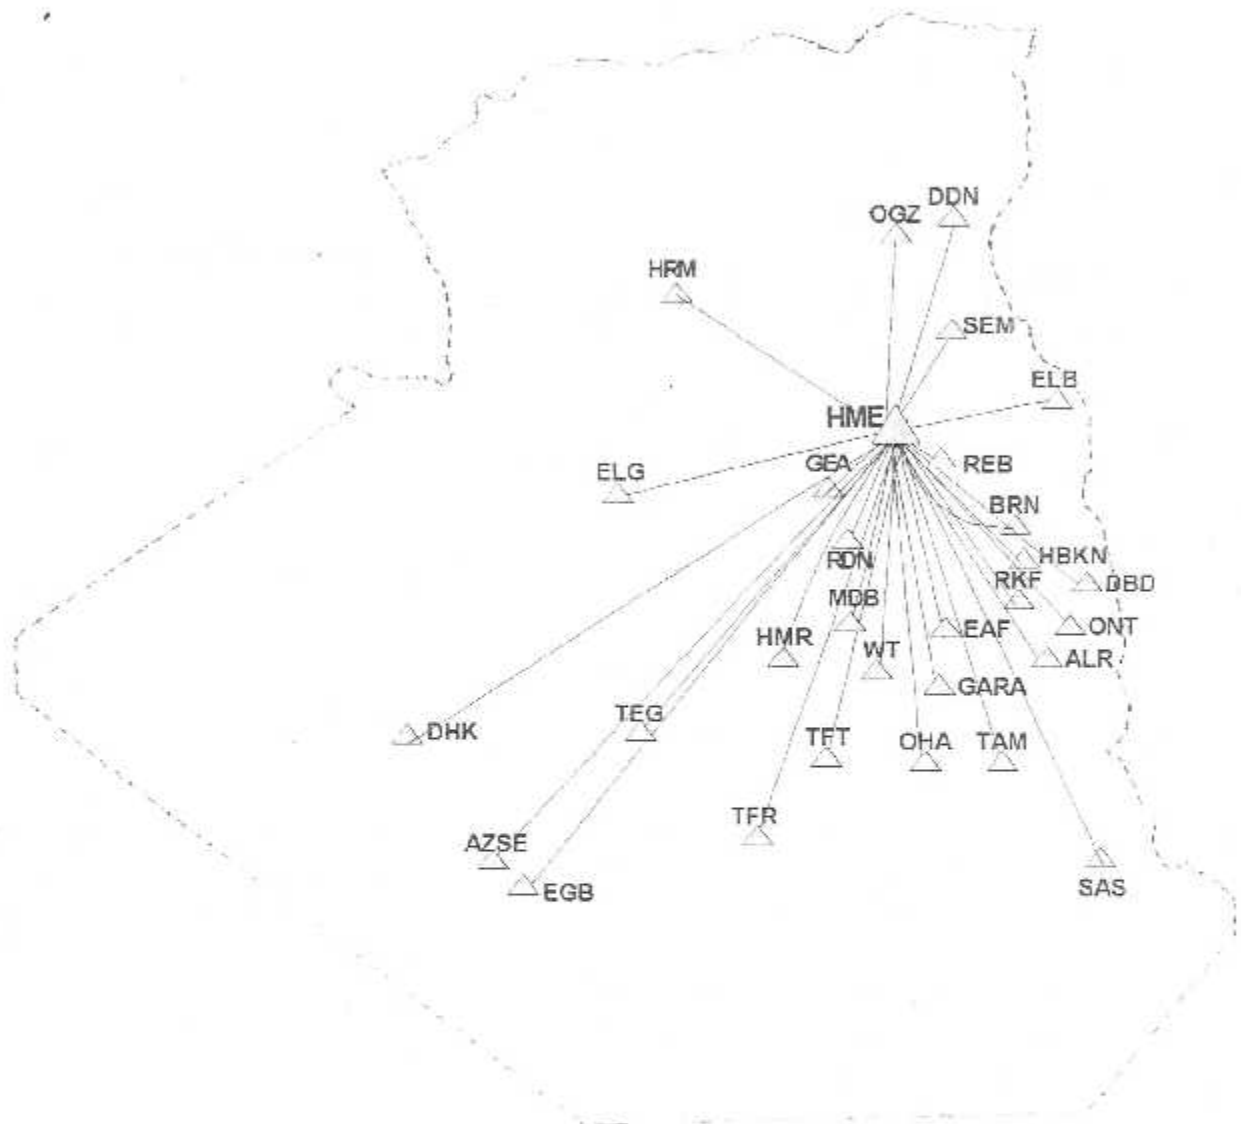 DDN
OGZ
HRM
SEM
ELB
HME
GEA
REB
ELG
BRN
RDN
HBKN
RKF
DBD
MDB
HMR
WT
EAF
ONT
ALR
GARA
TEG
DHK
TFT
OHA
TAM
TFR
AZSE
EGB
SAS